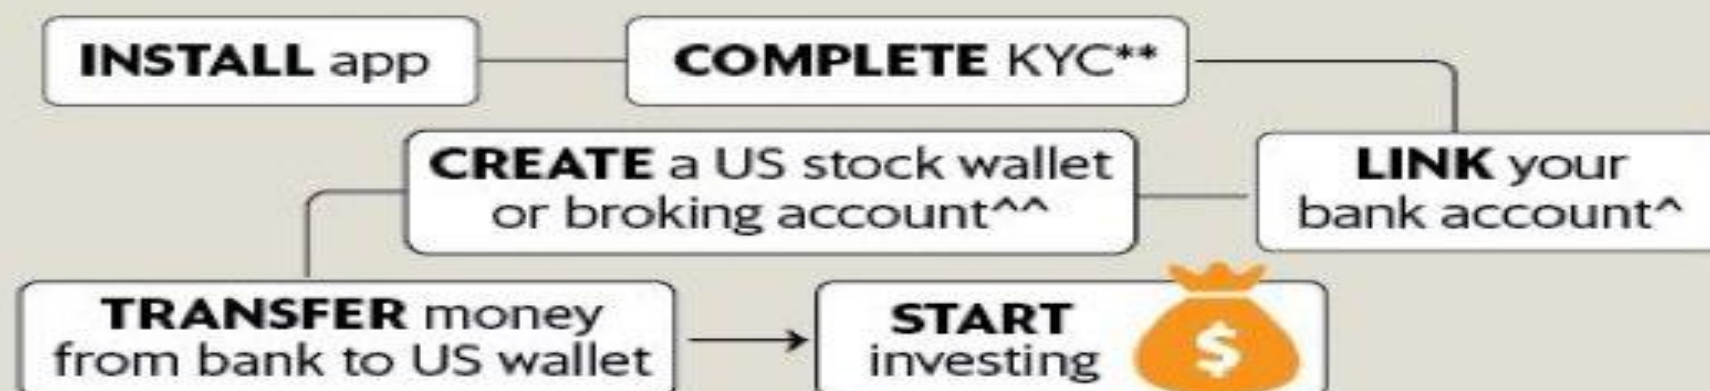 INSTALL app
COMPLETE KYC**
LINK your
bank account^
CREATE a US stock wallet
or broking account^^
TRANSFER money
from bank to US wallet
START
investing
$